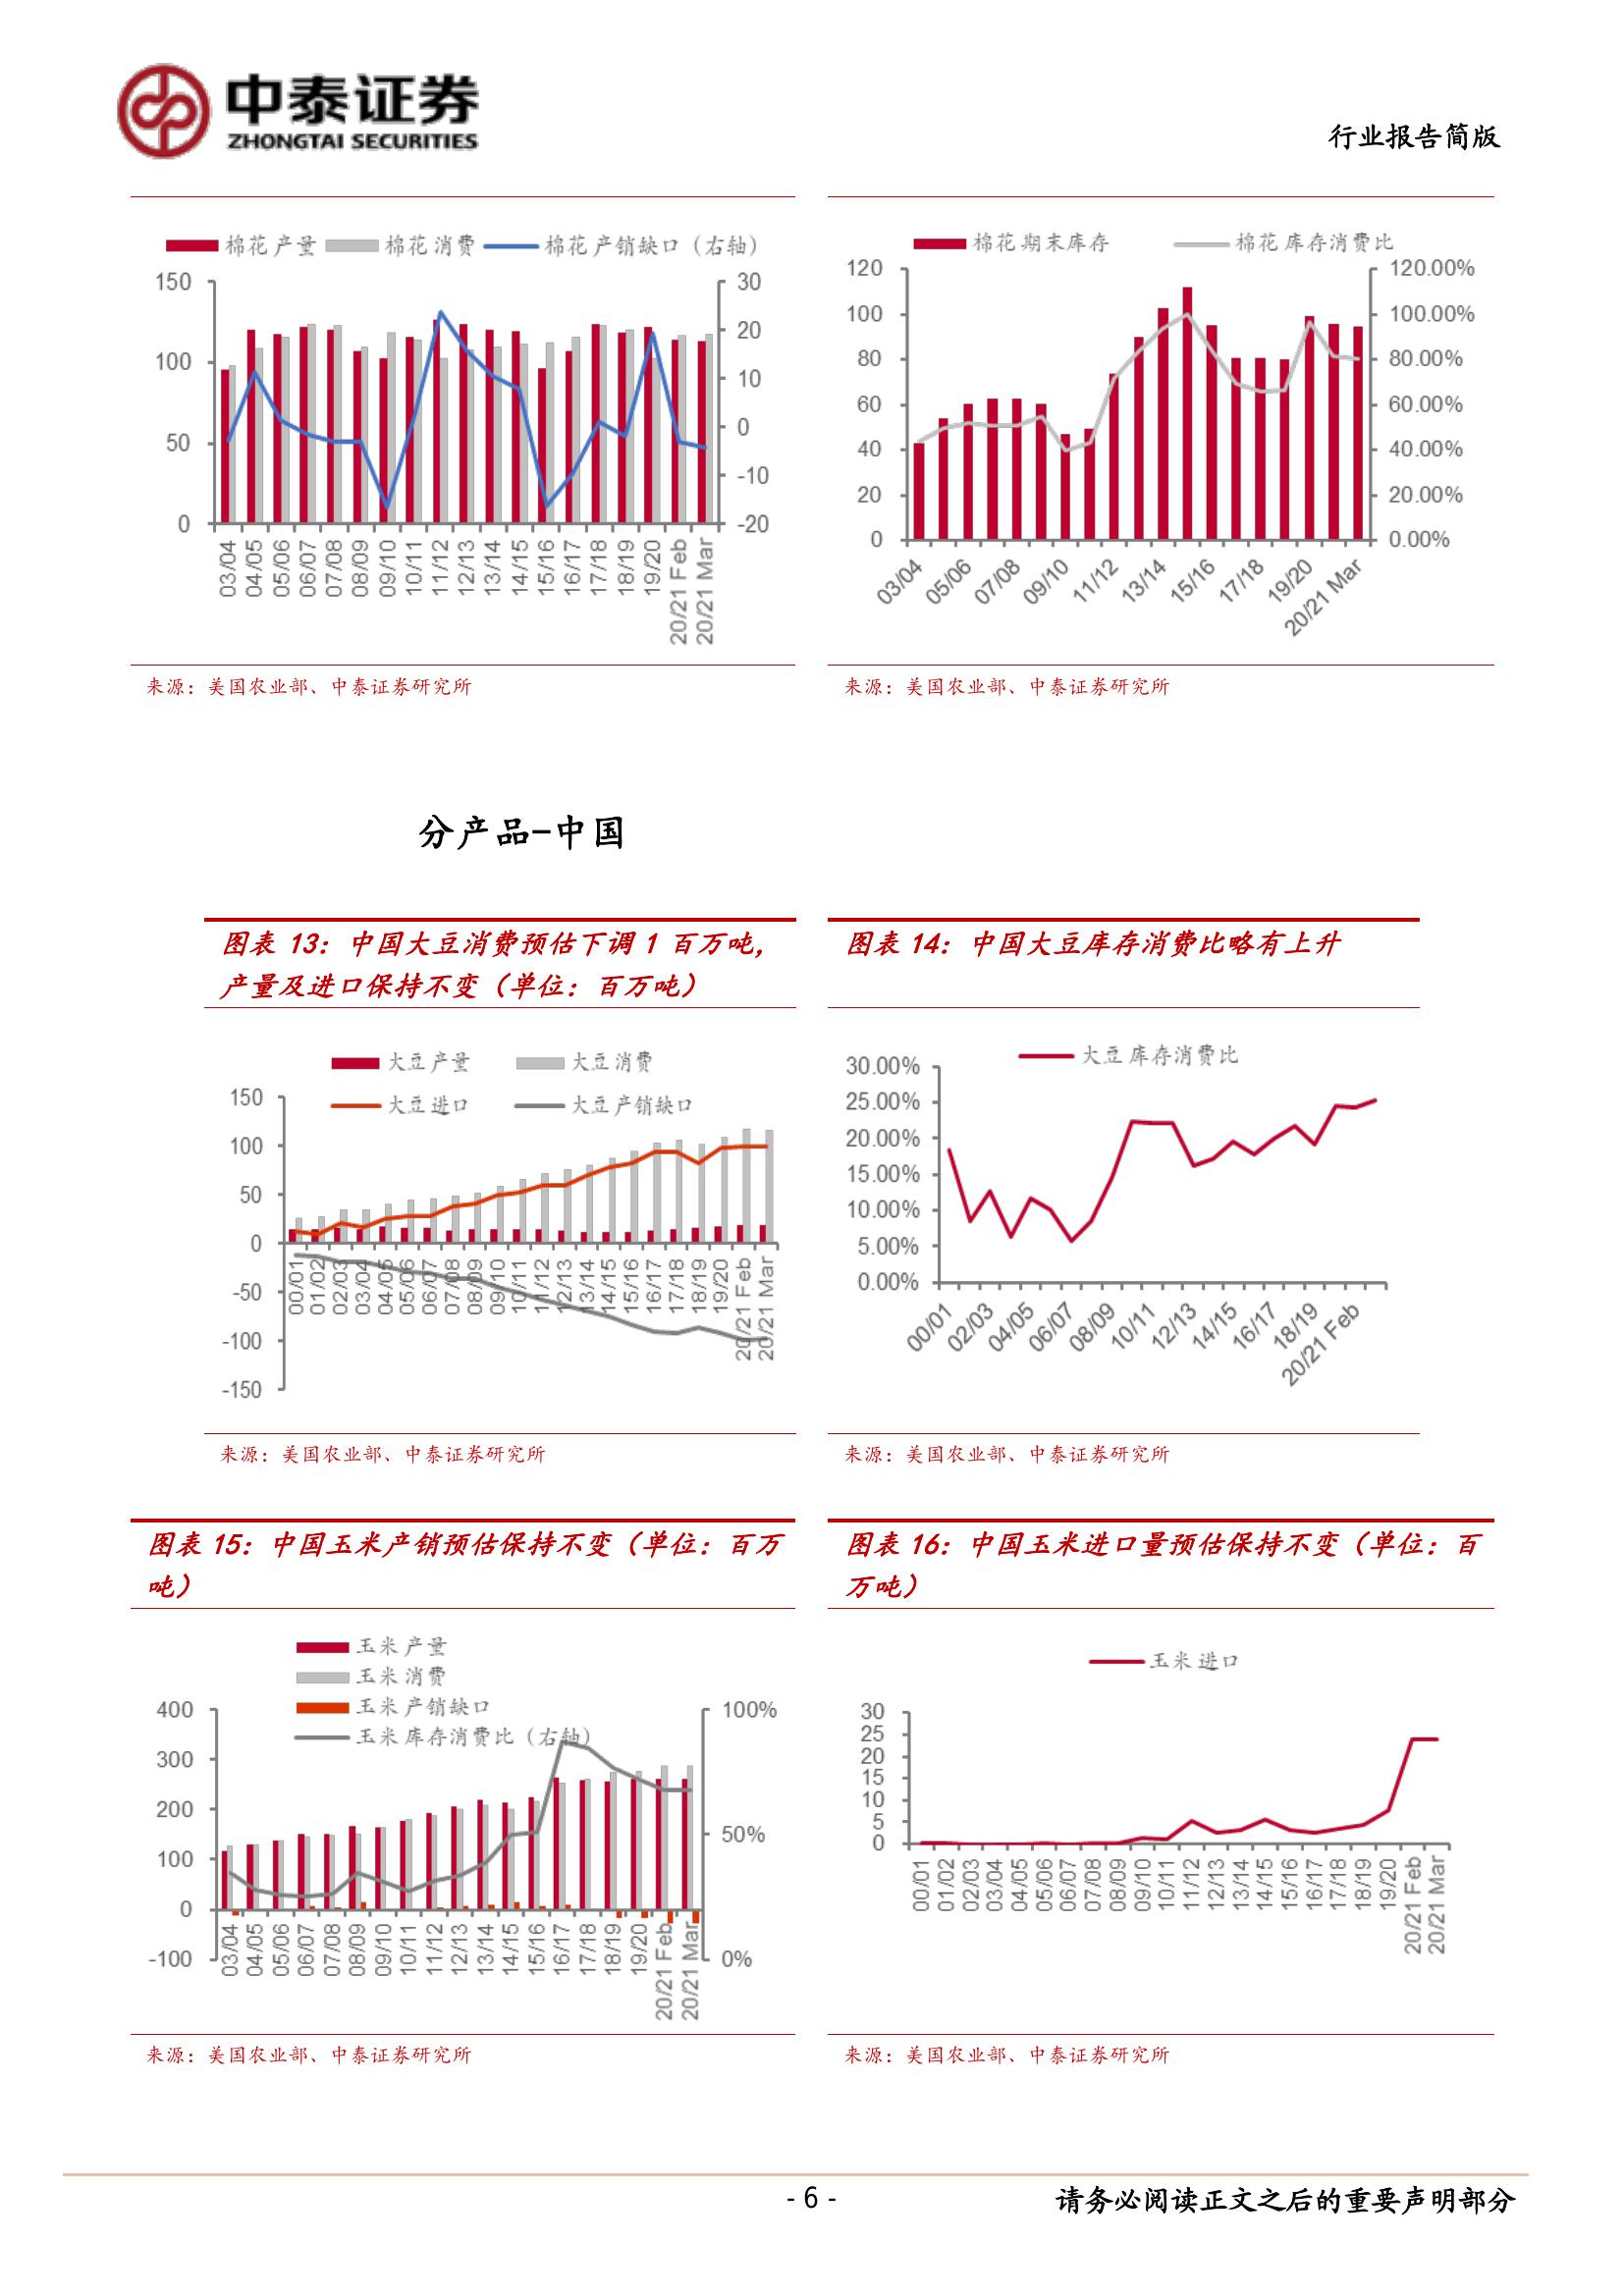 中泰证券
ZHONGTAI SECURITIES
行业报告简版
棉花产量 棉花消费 棉花产销缺口（右轴）
150
100
50
0
30
20
10
0
-10
-20
03/04 04/05 05/06 06/07 07/08 08/09 09/10 10/11 11/12 12/13 13/14 14/15 15/16 16/17 17/18 18/19 19/20 20/21 Feb 20/21 Mar
来源：美国农业部、中泰证券研究所
棉花期末库存 棉花库存消费比
120
100
80
60
40
20
0
120.00%
100.00%
80.00%
60.00%
40.00%
20.00%
0.00%
03/04 05/06 07/08 09/10 11/12 13/14 15/16 17/18 19/20 20/21 Mar
来源：美国农业部、中泰证券研究所
分产品-中国
图表 13：中国大豆消费预估下调 1 百万吨，
产量及进口保持不变（单位：百万吨）
大豆产量 大豆消费
大豆进口 大豆产销缺口
150
100
50
0
-50
-100
-150
00/01 01/02 02/03 03/04 04/05 05/06 06/07 07/08 08/09 09/10 10/11 11/12 12/13 13/14 14/15 15/16 16/17 17/18 18/19 19/20 20/21 Feb 20/21 Mar
来源：美国农业部、中泰证券研究所
图表 14：中国大豆库存消费比略有上升
大豆库存消费比
30.00%
25.00%
20.00%
15.00%
10.00%
5.00%
0.00%
00/01 02/03 04/05 06/07 08/09 10/11 12/13 14/15 16/17 18/19 20/21 Feb
来源：美国农业部、中泰证券研究所
图表 15：中国玉米产销预估保持不变（单位：百万
吨）
玉米产量
玉米消费
玉米产销缺口
玉米库存消费比（右轴）
400
300
200
100
0
-100
100%
50%
0%
03/04 04/05 05/06 06/07 07/08 08/09 09/10 10/11 11/12 12/13 13/14 14/15 15/16 16/17 17/18 18/19 19/20 20/21 Feb 20/21 Mar
来源：美国农业部、中泰证券研究所
图表 16：中国玉米进口量预估保持不变（单位：百
万吨）
玉米进口
30
25
20
15
10
5
0
00/01 01/02 02/03 03/04 04/05 05/06 06/07 07/08 08/09 09/10 10/11 11/12 12/13 13/14 14/15 15/16 16/17 17/18 18/19 19/20 20/21 Feb 20/21 Mar
来源：美国农业部、中泰证券研究所
- 6 -
请务必阅读正文之后的重要声明部分